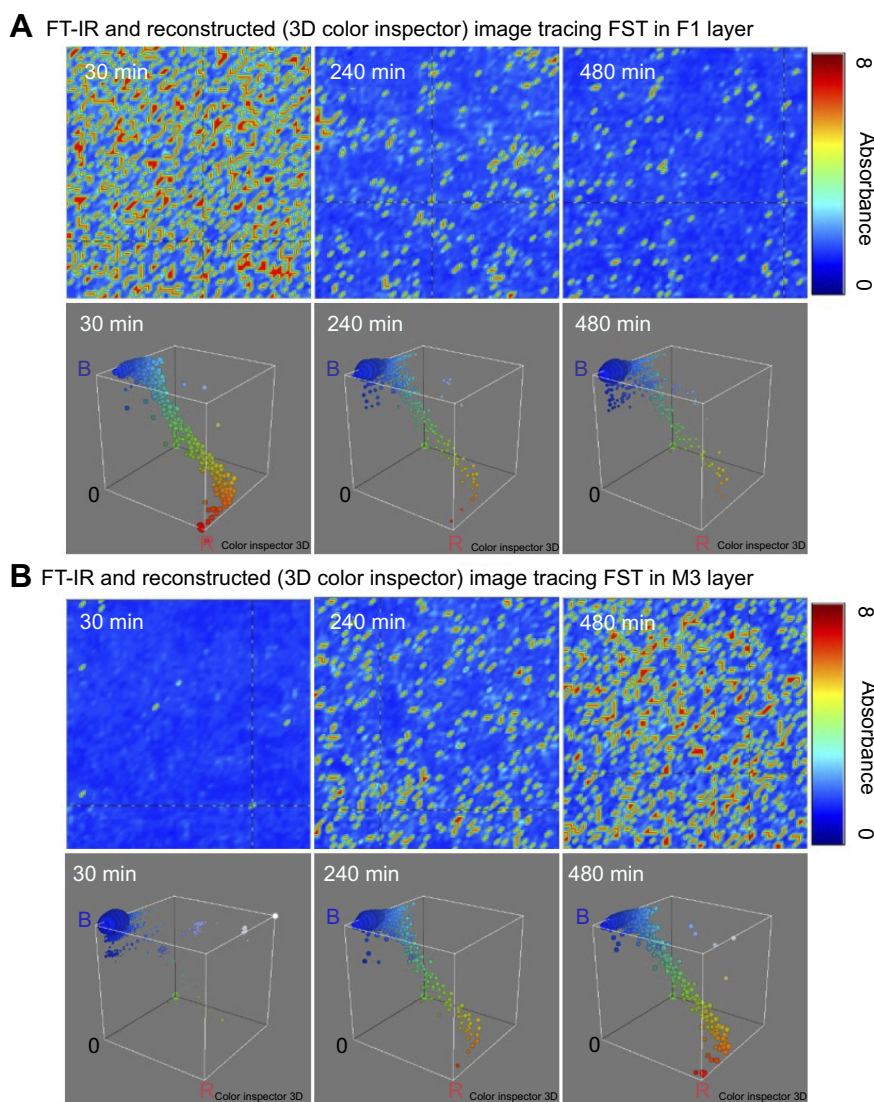 A FT-IR and reconstructed (3D color inspector) image tracing FST in F1 layer
30 min 240 min 480 min
8
Absorbance
0
30 min 240 min 480 min
B B B
0 0 0
R Color inspector 3D R Color inspector 3D R Color inspector 3D
B FT-IR and reconstructed (3D color inspector) image tracing FST in M3 layer
30 min 240 min 480 min
8
Absorbance
0
30 min 240 min 480 min
B B B
0 0 0
R Color inspector 3D R Color inspector 3D R Color inspector 3D